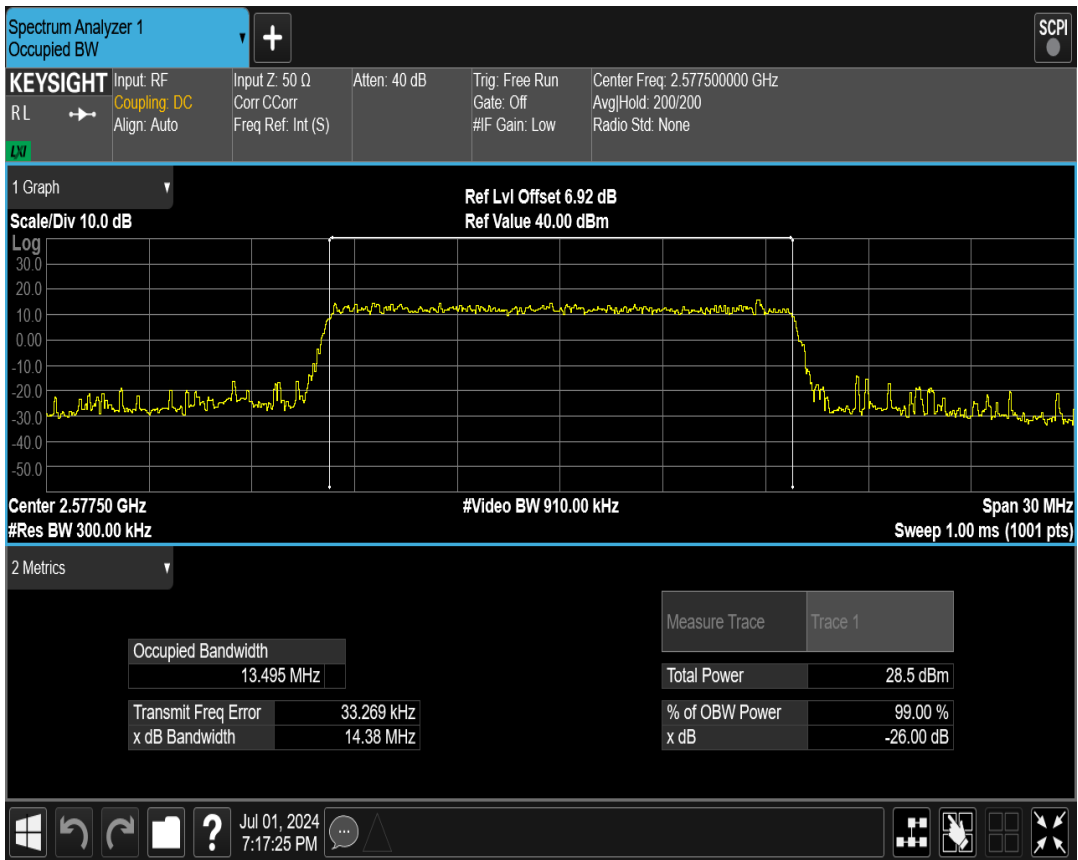 Spectrum Analyzer 1
Occupied BW
+
SCPI
KEYSIGHT
RL
LXI
Input: RF
Coupling: DC
Align: Auto
Input Z: 50 Ω
Corr CCorr
Freq Ref: Int (S)
Atten: 40 dB
Trig: Free Run
Gate: Off
#IF Gain: Low
Center Freq: 2.577500000 GHz
Avg|Hold: 200/200
Radio Std: None
1 Graph
Ref Lvl Offset 6.92 dB
Scale/Div 10.0 dB
Ref Value 40.00 dBm
Log
30.0
20.0
10.0
0.00
-10.0
-20.0
-30.0
-40.0
-50.0
Center 2.57750 GHz
#Video BW 910.00 kHz
Span 30 MHz
#Res BW 300.00 kHz
Sweep 1.00 ms (1001 pts)
2 Metrics
Measure Trace Trace 1
Occupied Bandwidth
13.495 MHz
Total Power 28.5 dBm
Transmit Freq Error 33.269 kHz
% of OBW Power 99.00 %
x dB Bandwidth 14.38 MHz
x dB -26.00 dB
?
Jul 01, 2024
7:17:25 PM